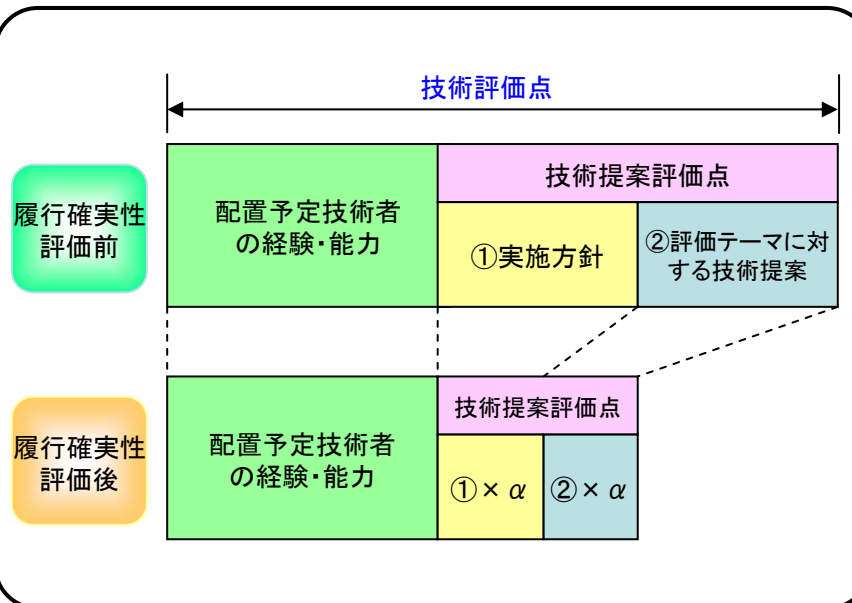 技術評価点
履行確実性
評価前
配置予定技術者
の経験・能力
技術提案評価点
①実施方針
②評価テーマに対
する技術提案
履行確実性
評価後
配置予定技術者
の経験・能力
技術提案評価点
①×α
②×α